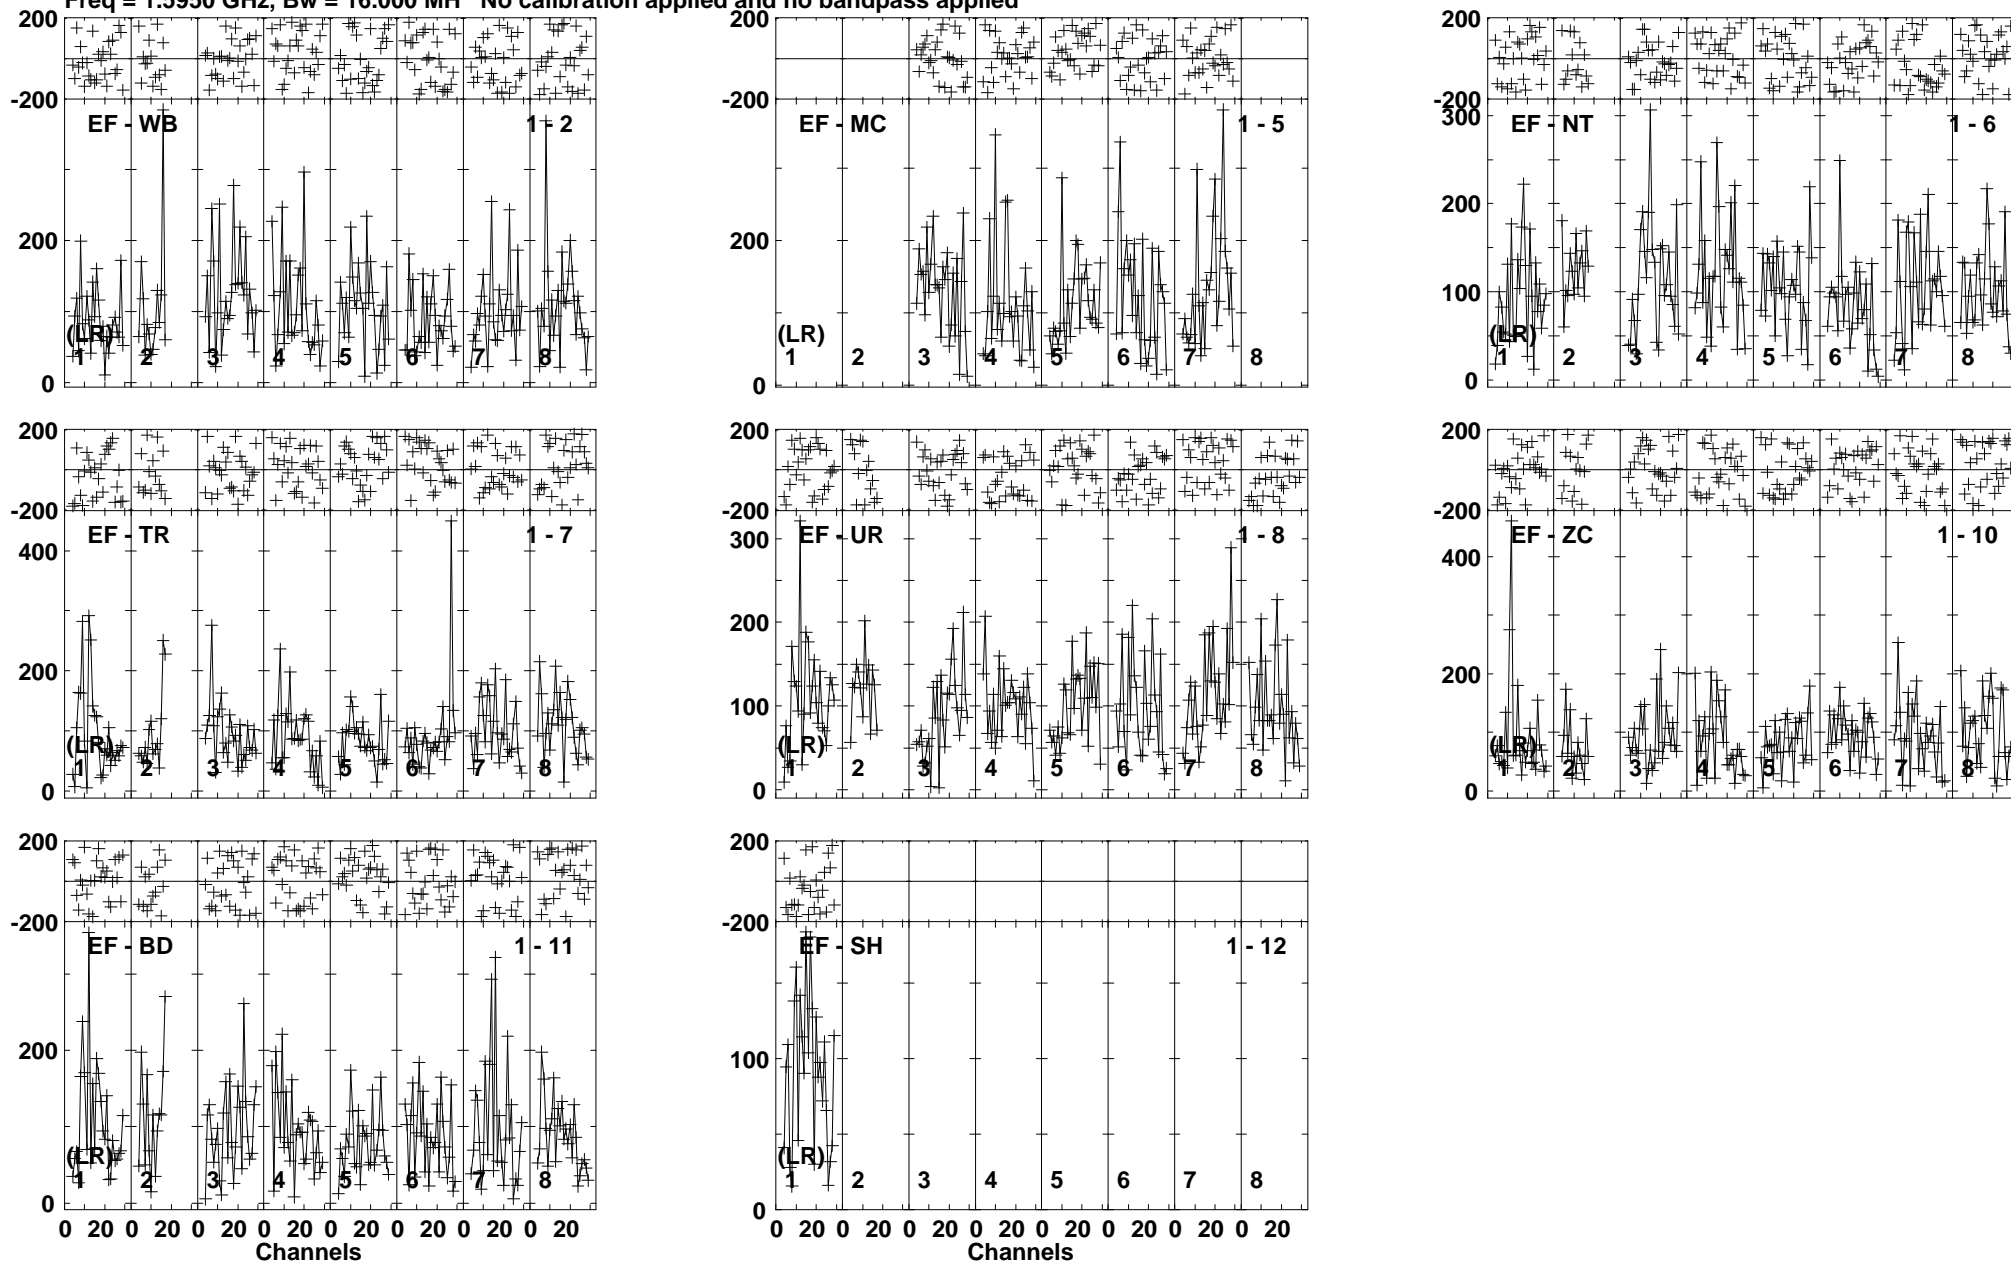 Freq = 1.5950 GHz, Bw = 16.000 MH No calibration applied and no bandpass applied
200
-200
EF - WB 1 - 2
200
0
(LR)
1 2 3 4 5 6 7 8
200
-200
EF - MC 1 - 5
200
0
(LR)
1 2 3 4 5 6 7 8
200
-200
EF - NT 1 - 6
300
200
100
0
(LR)
1 2 3 4 5 6 7 8
200
-200
EF - TR 1 - 7
400
200
0
(LR)
1 2 3 4 5 6 7 8
200
-200
EF - UR 1 - 8
300
200
100
0
(LR)
1 2 3 4 5 6 7 8
200
-200
EF - ZC 1 - 10
400
200
0
(LR)
1 2 3 4 5 6 7 8
200
-200
EF - BD 1 - 11
200
0
(LR)
1 2 3 4 5 6 7 8
0 20 0 20 0 20 0 20 0 20 0 20 0 20 0 20
Channels
200
-200
EF - SH 1 - 12
100
0
(LR)
1 2 3 4 5 6 7 8
0 20 0 20 0 20 0 20 0 20 0 20 0 20 0 20
Channels